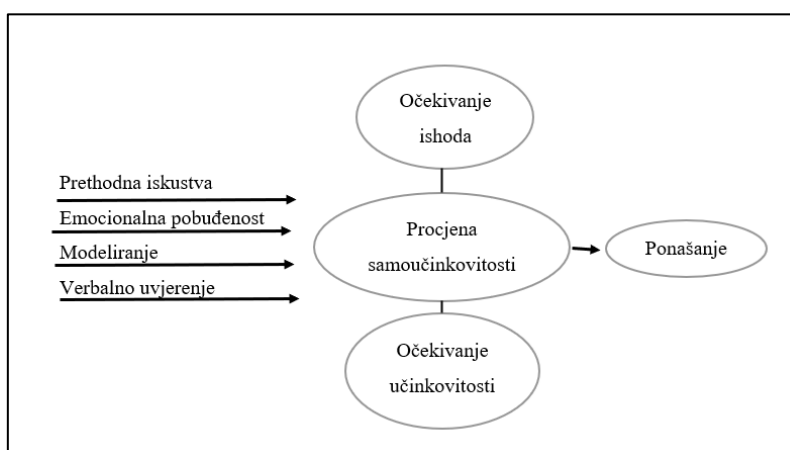 Očekivanje
ishoda
Prethodna iskustva
Emocionalna pobuđenost
Modeliranje
Verbalno uvjerenje
Procjena
samoučinkovitosti
Ponašanje
Očekivanje
učinkovitosti